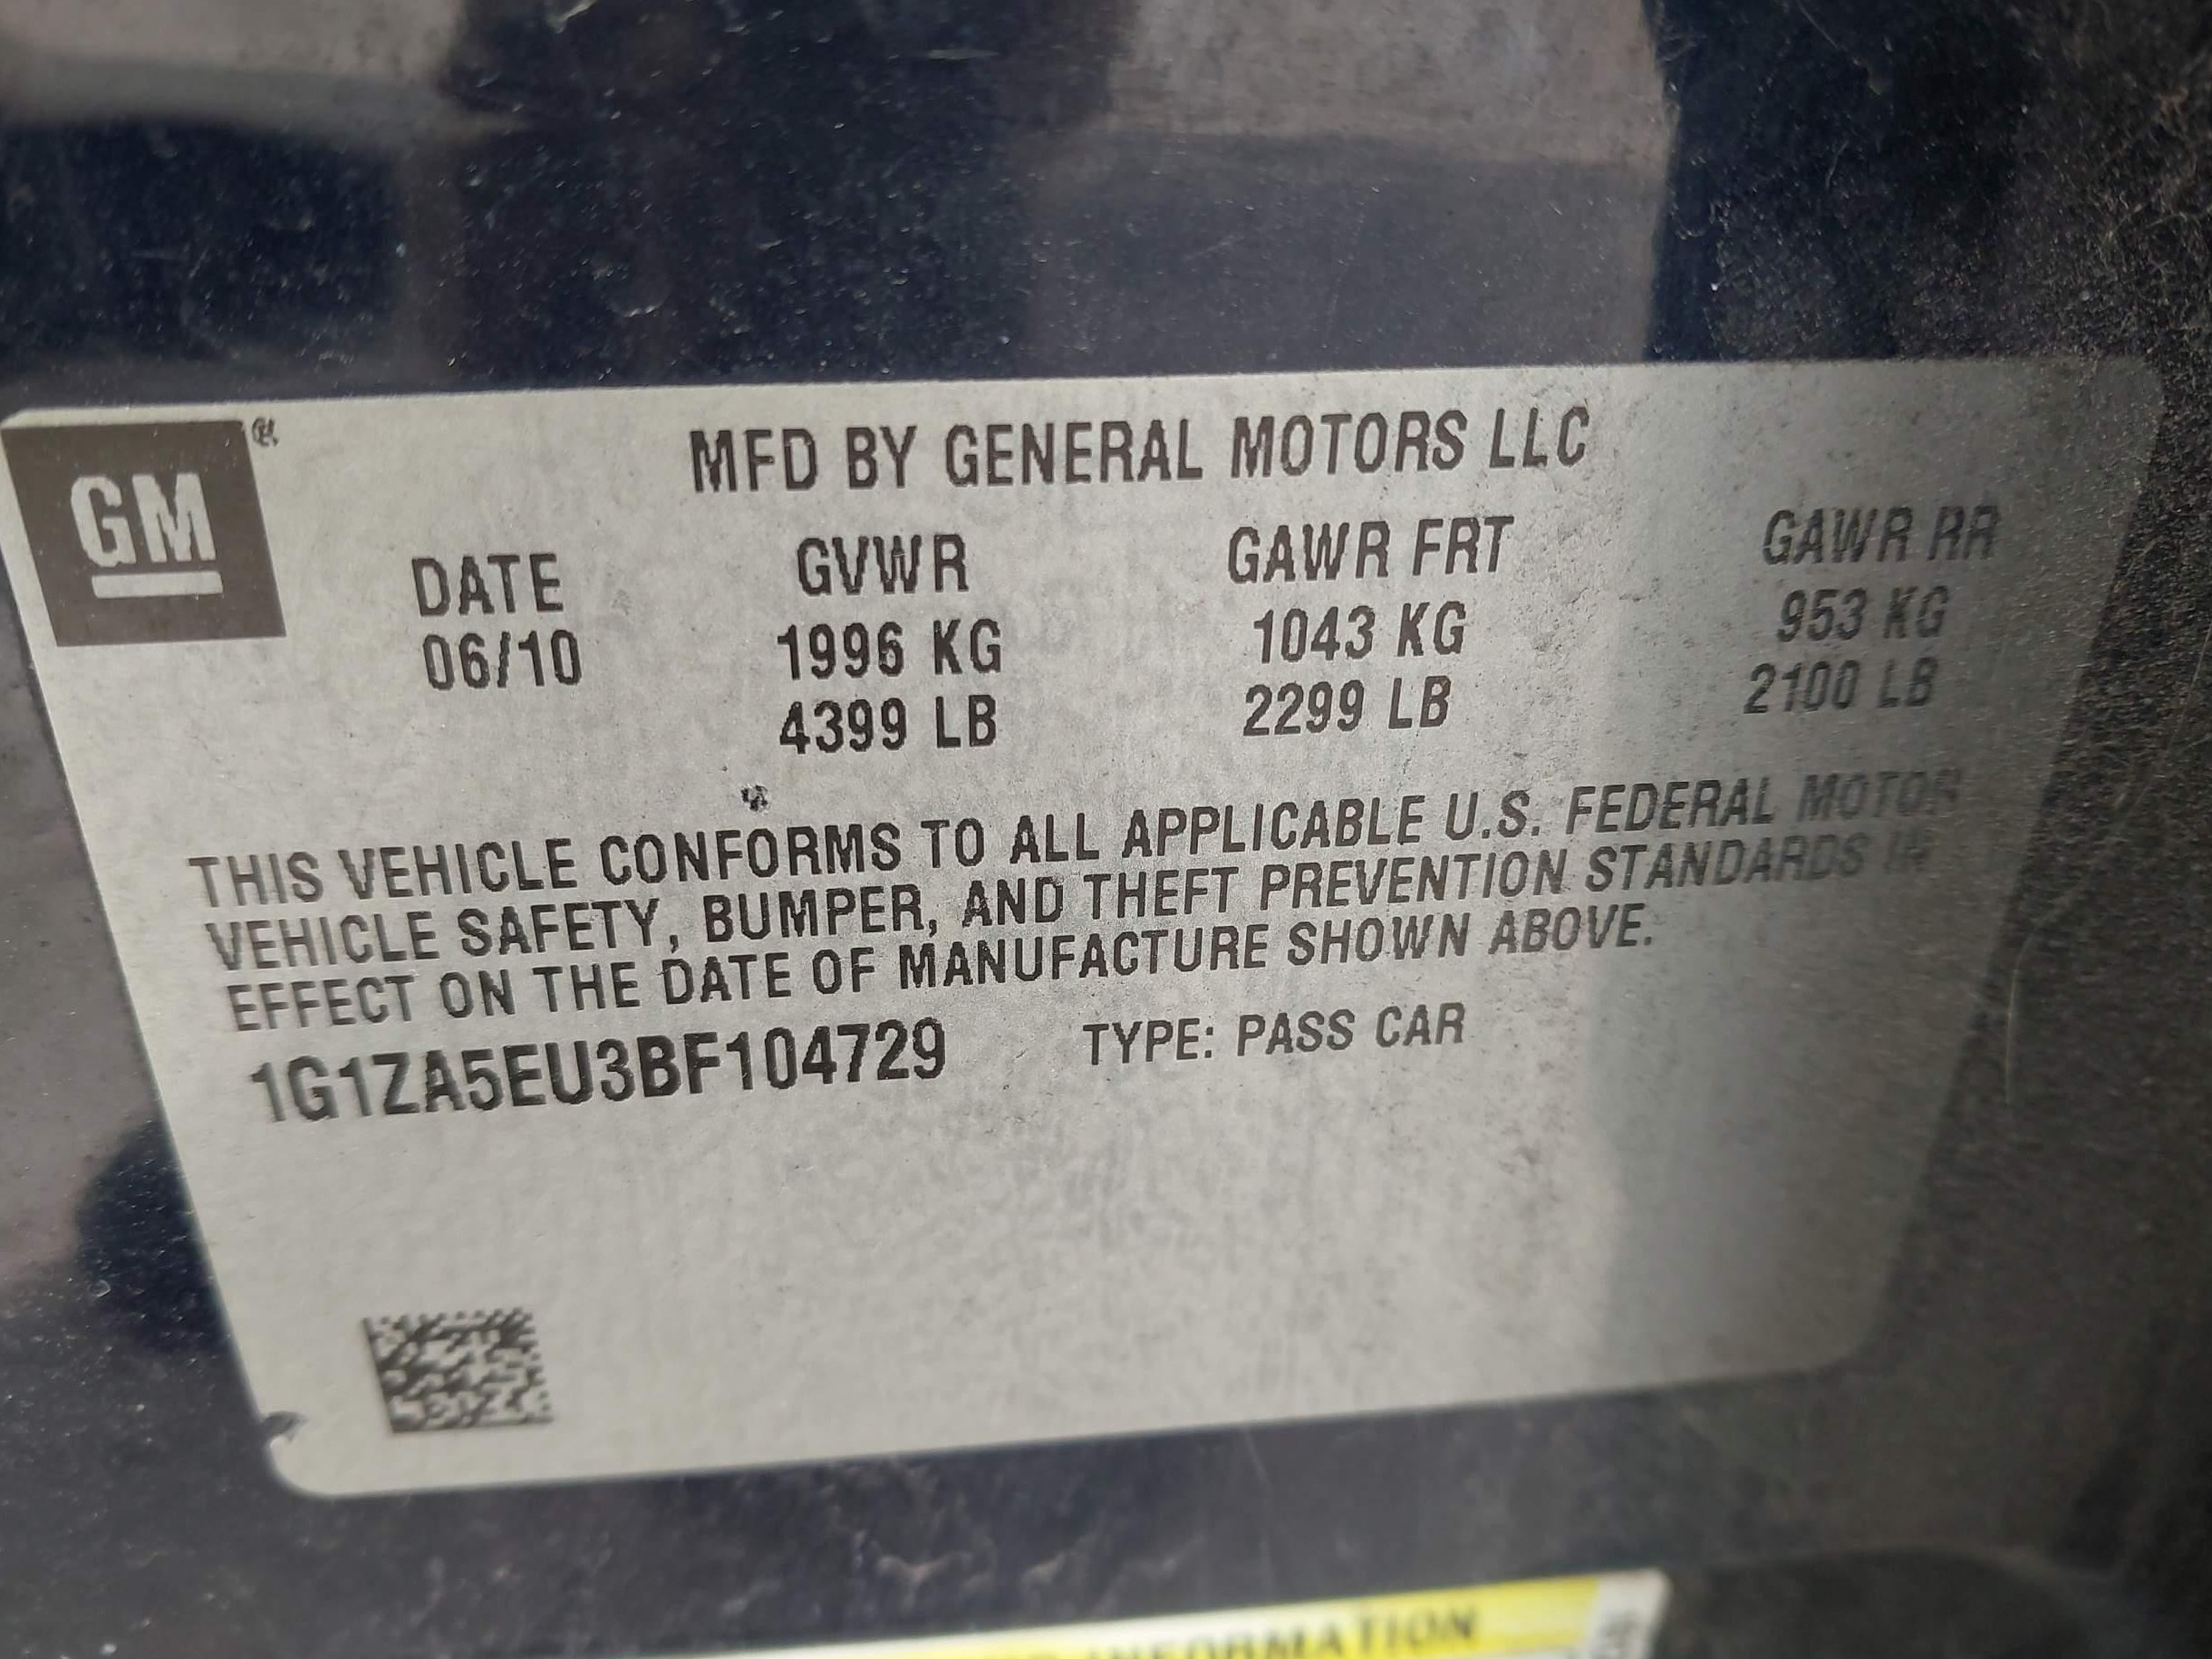 GM
MFD BY GENERAL MOTORS LLC
DATE GVWR GAWR FRT GAWR RR
06/10 1996 KG 1043 KG 953 KG
4399 LB 2299 LB 2100 LB
THIS VEHICLE CONFORMS TO ALL APPLICABLE U.S. FEDERAL MOTOR
VEHICLE SAFETY, BUMPER, AND THEFT PREVENTION STANDARDS IN
EFFECT ON THE DATE OF MANUFACTURE SHOWN ABOVE.
1G1ZA5EU3BF104729 TYPE: PASS CAR
INFORMATION